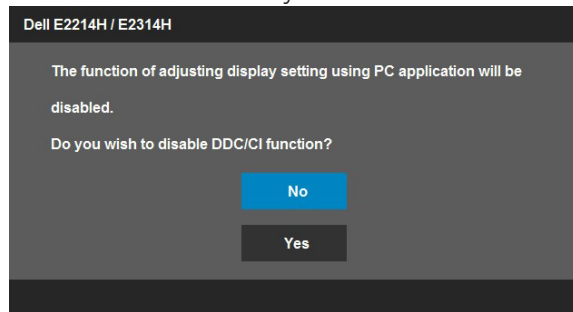 Dell E2214H / E2314H
The function of adjusting display setting using PC application will be
disabled.
Do you wish to disable DDC/CI function?
No
Yes